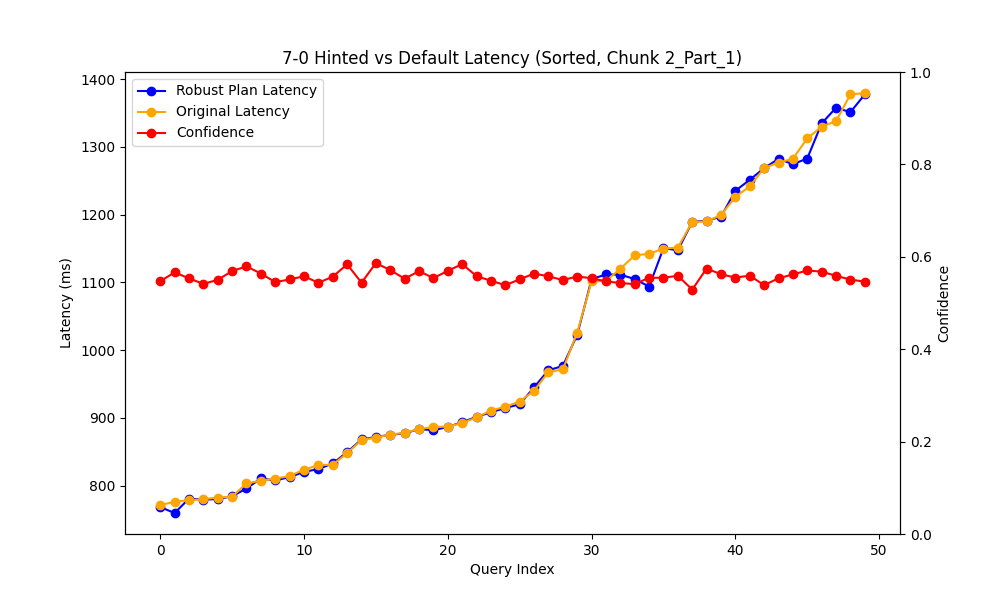 7-0 Hinted vs Default Latency (Sorted, Chunk 2_Part_1)
Robust Plan Latency
Original Latency
Confidence
1400
1300
1200
1100
1000
900
800
Latency (ms)
1.0
0.8
0.6
0.4
0.2
0.0
Confidence
0
10
20
30
40
50
Query Index